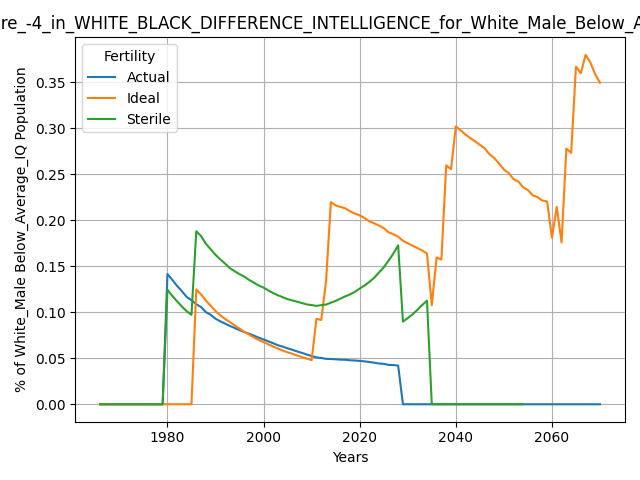 re_-4_in_WHITE_BLACK_DIFFERENCE_INTELLIGENCE_for_White_Male_Below_A
% of White_Male Below_Average_IQ Population
Fertility
Actual
Ideal
Sterile
0.35
0.30
0.25
0.20
0.15
0.10
0.05
0.00
1980 2000 2020 2040 2060
Years